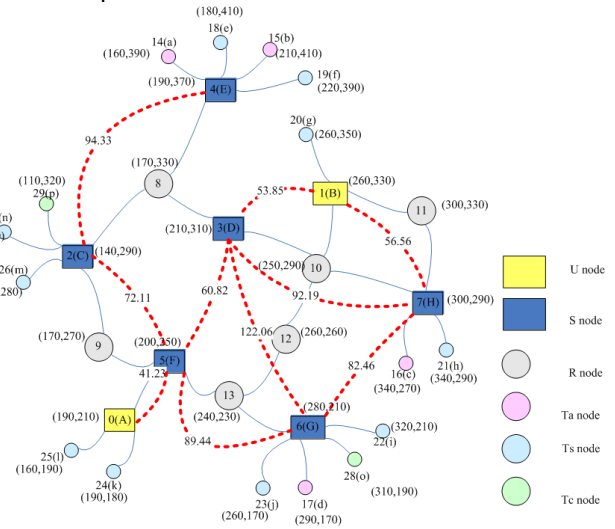 (180,410)
18(e)
14(a)
15(b)
(160,390)
(210,410)
19(f)
(190,370)
4(E)
(220,390)
20(g)
(260,350)
94.33
(170,330)
(110,320)
29(p)
8
53.85
1(B)
(260,330)
11
(300,330)
(n)
(210,310)
3(D)
56.56
2(C)
(140,290)
26(m)
280)
(250,290)
10
92.19
7(H)
(300,290)
72.11
60.82
(170,270)
9
(200,250)
122.06
12
(260,260)
82.46
5(F)
41.23
16(c)
(340,270)
21(h)
(340,290)
(190,210)
0(A)
13
(240,230)
(280,210)
6(G)
(320,210)
22(i)
89.44
25(l)
(160,190)
24(k)
(190,180)
28(o)
(310,190)
23(j)
(260,170)
17(d)
(290,170)
U node
S node
R node
Ta node
Ts node
Tc node